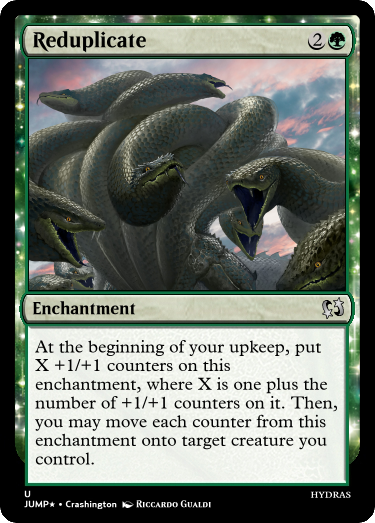 Reduplicate 2
Enchantment
At the beginning of your upkeep, put
X +1/+1 counters on this
enchantment, where X is one plus the
number of +1/+1 counters on it. Then,
you may move each counter from this
enchantment onto target creature you
control.
U HYDRAS
JUMP★ • Crashington Riccardo Gualdi